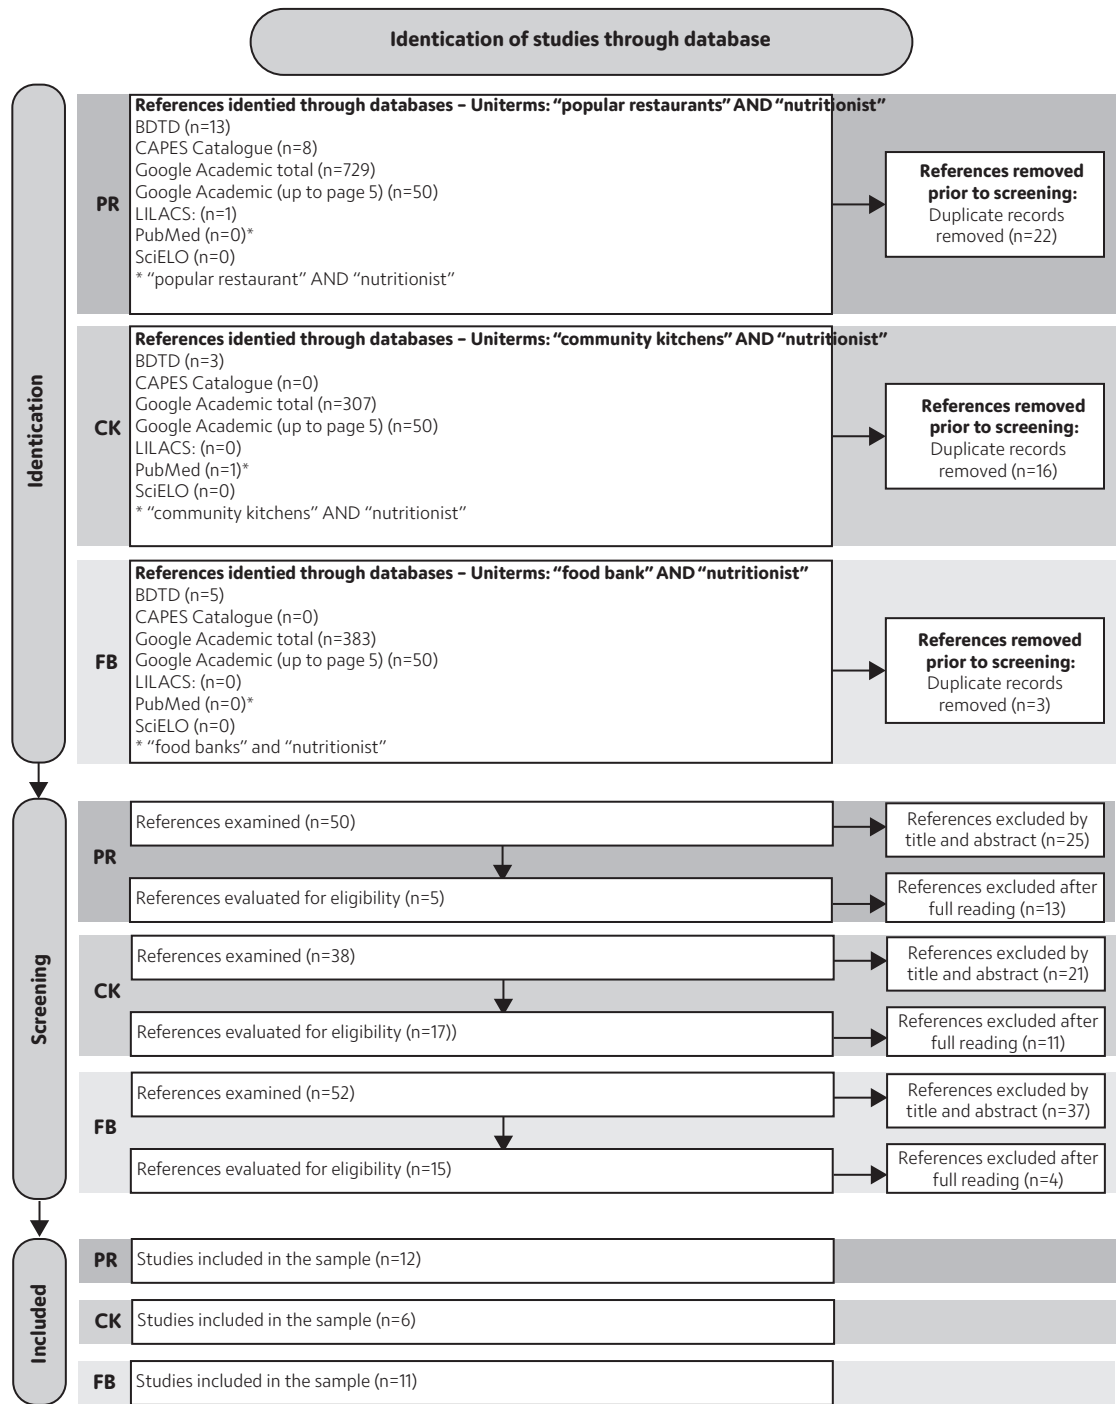 Identication of studies through database
Identication
PR
References identied through databases – Uniterms: “popular restaurants” AND “nutritionist”
BDTD (n=13)
CAPES Catalogue (n=8)
Google Academic total (n=729)
Google Academic (up to page 5) (n=50)
LILACS: (n=1)
PubMed (n=0)*
SciELO (n=0)
* “popular restaurant” AND “nutritionist”
References removed
prior to screening:
Duplicate records
removed (n=22)
CK
References identied through databases – Uniterms: “community kitchens” AND “nutritionist”
BDTD (n=3)
CAPES Catalogue (n=0)
Google Academic total (n=307)
Google Academic (up to page 5) (n=50)
LILACS: (n=0)
PubMed (n=1)*
SciELO (n=0)
* “community kitchens” AND “nutritionist”
References removed
prior to screening:
Duplicate records
removed (n=16)
FB
References identied through databases – Uniterms: “food bank” AND “nutritionist”
BDTD (n=5)
CAPES Catalogue (n=0)
Google Academic total (n=383)
Google Academic (up to page 5) (n=50)
LILACS: (n=0)
PubMed (n=0)*
SciELO (n=0)
* “food banks” and “nutritionist”
References removed
prior to screening:
Duplicate records
removed (n=3)
Screening
PR
References examined (n=50)
References excluded by
title and abstract (n=25)
References evaluated for eligibility (n=5)
References excluded after
full reading (n=13)
CK
References examined (n=38)
References excluded by
title and abstract (n=21)
References evaluated for eligibility (n=17))
References excluded after
full reading (n=11)
FB
References examined (n=52)
References excluded by
title and abstract (n=37)
References evaluated for eligibility (n=15)
References excluded after
full reading (n=4)
Included
PR
Studies included in the sample (n=12)
CK
Studies included in the sample (n=6)
FB
Studies included in the sample (n=11)